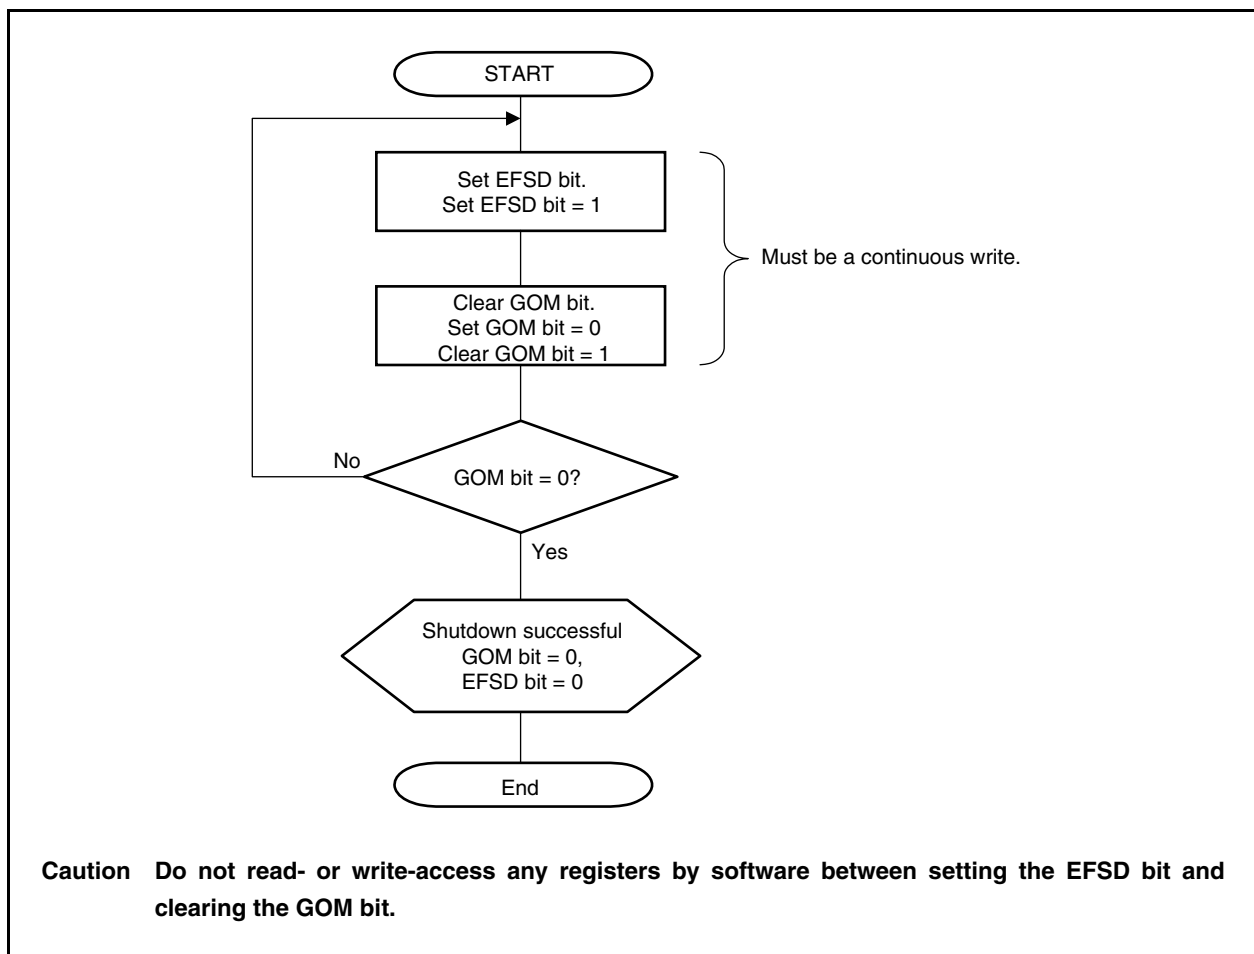 START
Set EFSD bit.
Set EFSD bit = 1
Must be a continuous write.
Clear GOM bit.
Set GOM bit = 0
Clear GOM bit = 1
No
GOM bit = 0?
Yes
Shutdown successful
GOM bit = 0,
EFSD bit = 0
End
Caution Do not read- or write-access any registers by software between setting the EFSD bit and
clearing the GOM bit.